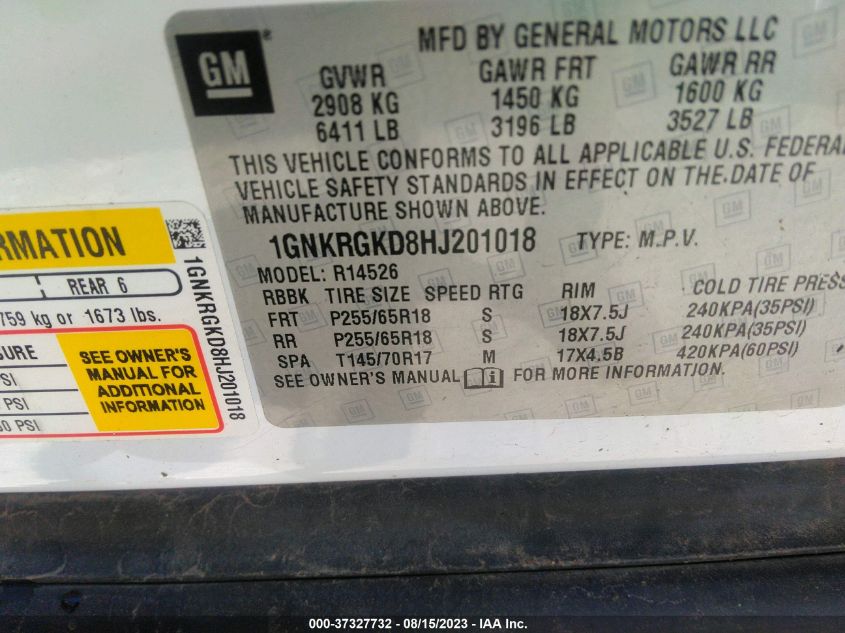 GM
MFD BY GENERAL MOTORS LLC
GVWR GAWR FRT GAWR RR
2908 KG 1450 KG 1600 KG
6411 LB 3196 LB 3527 LB
THIS VEHICLE CONFORMS TO ALL APPLICABLE U.S. FEDERAL
VEHICLE SAFETY STANDARDS IN EFFECT ON THE DATE OF
MANUFACTURE SHOWN ABOVE.
1GNKRGKD8HJ201018 TYPE: M.P.V.
MODEL: R14526
RBBK TIRE SIZE SPEED RTG RIM COLD TIRE PRESS
FRT P255/65R18 S 18X7.5J 240KPA(35PSI)
RR P255/65R18 S 18X7.5J 240KPA(35PSI)
SPA T145/70R17 M 17X4.5B 420KPA(60PSI)
SEE OWNER'S MANUAL i FOR MORE INFORMATION.
RMATION
REAR 6
759 kg or 1673 lbs.
SURE
PSI
PSI
60 PSI
SEE OWNER'S
MANUAL FOR
ADDITIONAL
INFORMATION
1GNKRGKD8HJ201018
000-37327732 - 08/15/2023 - IAA Inc.